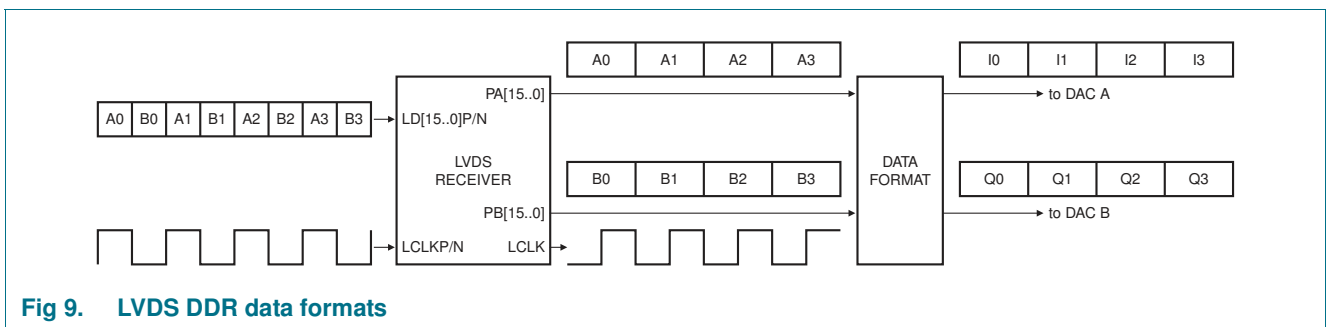 A0 A1 A2 A3
I0 I1 I2 I3
PA[15..0]
to DAC A
A0 B0 A1 B1 A2 B2 A3 B3
LD[15..0]P/N
LVDS
RECEIVER
DATA
FORMAT
B0 B1 B2 B3
Q0 Q1 Q2 Q3
PB[15..0]
to DAC B
LCLKP/N LCLK
Fig 9. LVDS DDR data formats